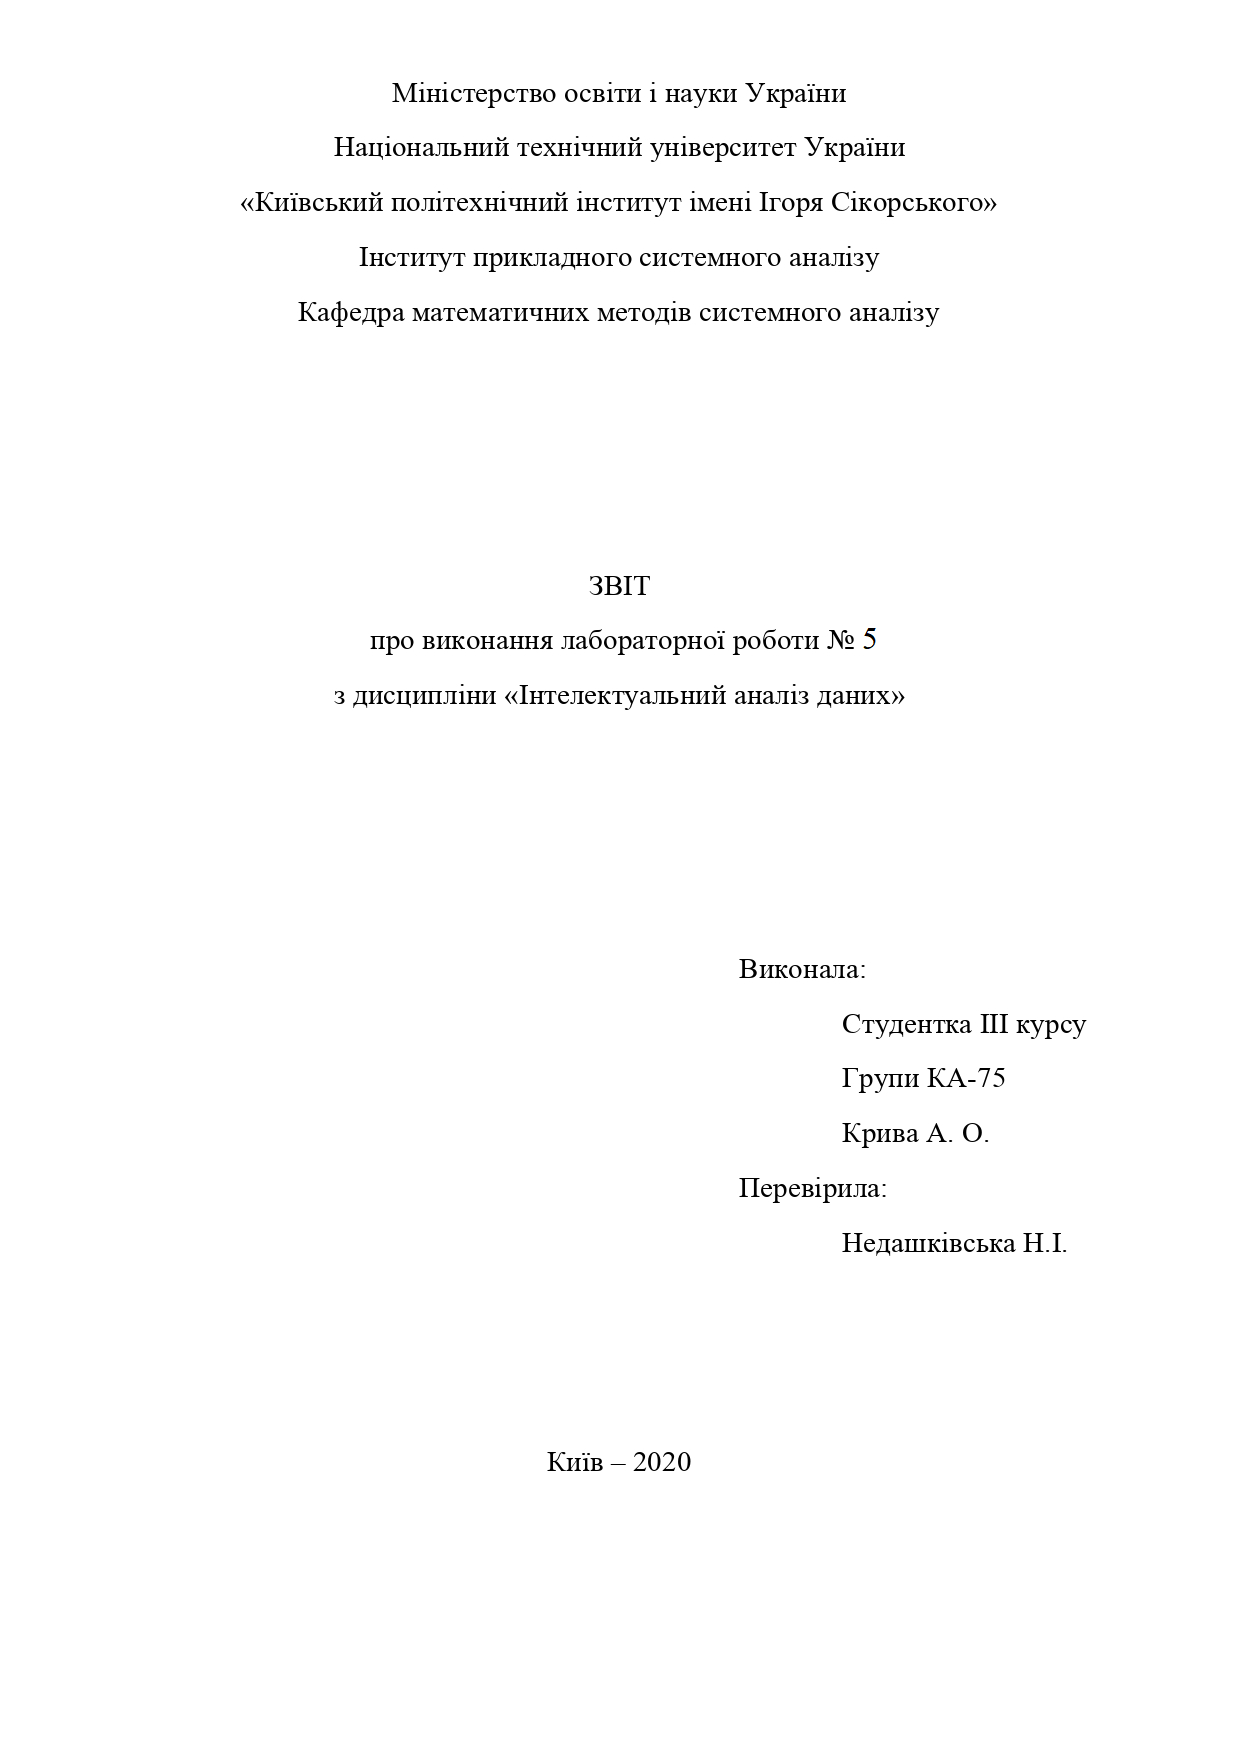 Міністерство освіти і науки України
Національний технічний університет України
«Київський політехнічний інститут імені Ігоря Сікорського»
Інститут прикладного системного аналізу
Кафедра математичних методів системного аналізу
ЗВІТ
про виконання лабораторної роботи № 5
з дисципліни «Інтелектуальний аналіз даних»
Виконала:
Студентка III курсу
Групи КА-75
Крива А. О.
Перевірила:
Недашківська Н.І.
Київ – 2020